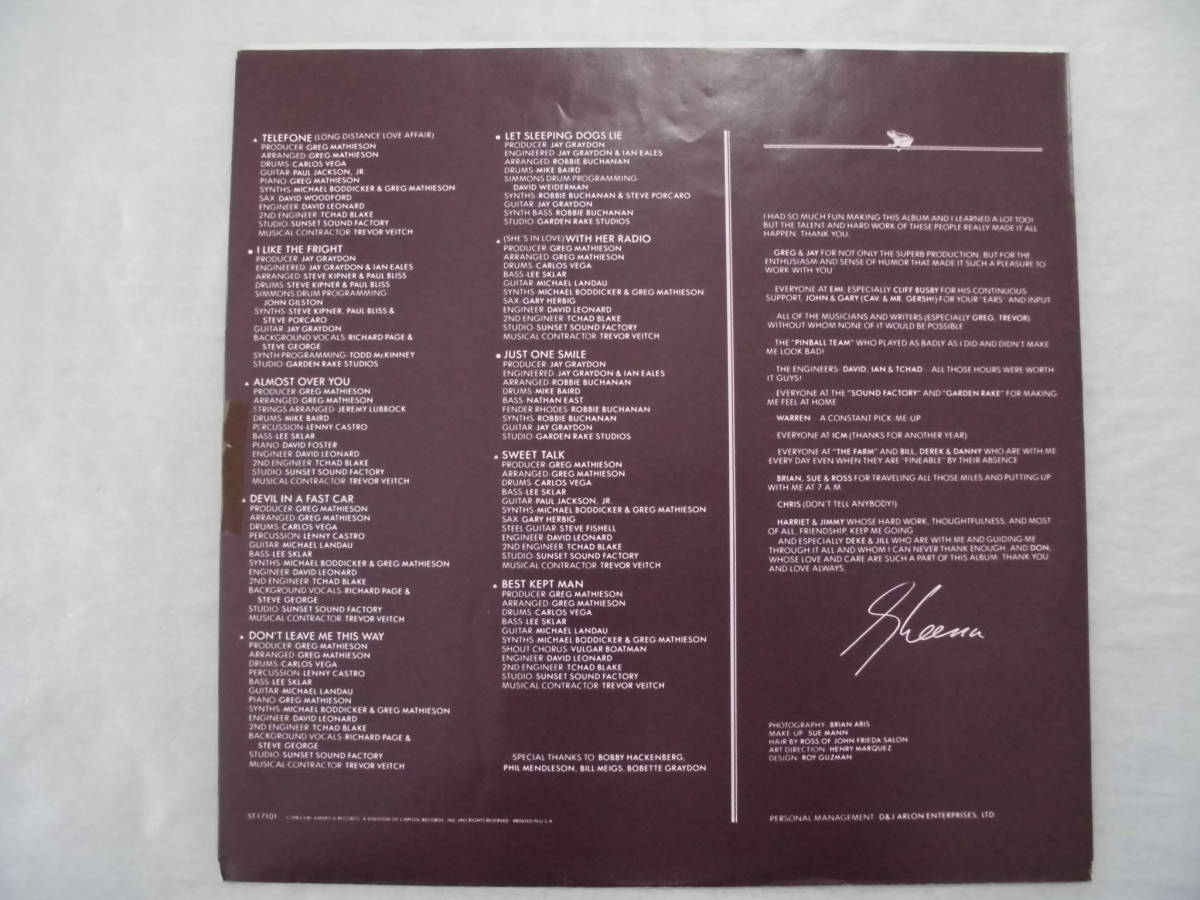 ▲ TELEFONE (LONG DISTANCE LOVE AFFAIR)
PRODUCER: GREG MATHIESON
ARRANGED: GREG MATHIESON
DRUMS: CARLOS VEGA
GUITAR: PAUL JACKSON, JR.
PIANO: GREG MATHIESON
SYNTHS: MICHAEL BODDICKER & GREG MATHIESON
SAX: DAVID WOODFORD
ENGINEER: DAVID LEONARD
2ND ENGINEER: TCHAD BLAKE
STUDIO: SUNSET SOUND FACTORY
MUSICAL CONTRACTOR: TREVOR VEITCH
■ I LIKE THE FRIGHT
PRODUCER: JAY GRAYDON
ENGINEERED: JAY GRAYDON & IAN EALES
ARRANGED: STEVE KIPNER & PAUL BLISS
DRUMS: STEVE KIPNER & PAUL BLISS
SIMMONS DRUM PROGRAMMING:
JOHN GILSTON
SYNTHS: STEVE KIPNER, PAUL BLISS &
STEVE PORCARO
GUITAR: JAY GRAYDON
BACKGROUND VOCALS: RICHARD PAGE &
STEVE GEORGE
SYNTH PROGRAMMING: TODD McKINNEY
STUDIO: GARDEN RAKE STUDIOS
▲ ALMOST OVER YOU
PRODUCER: GREG MATHIESON
ARRANGED: GREG MATHIESON
STRINGS ARRANGED: JEREMY LUBBOCK
DRUMS: MIKE BAIRD
PERCUSSION: LENNY CASTRO
BASS: LEE SKLAR
PIANO: DAVID FOSTER
ENGINEER: DAVID LEONARD
2ND ENGINEER: TCHAD BLAKE
STUDIO: SUNSET SOUND FACTORY
MUSICAL CONTRACTOR: TREVOR VEITCH
▲ DEVIL IN A FAST CAR
PRODUCER: GREG MATHIESON
ARRANGED: GREG MATHIESON
DRUMS: CARLOS VEGA
PERCUSSION: LENNY CASTRO
GUITAR: MICHAEL LANDAU
BASS: LEE SKLAR
SYNTHS: MICHAEL BODDICKER & GREG MATHIESON
ENGINEER: DAVID LEONARD
2ND ENGINEER: TCHAD BLAKE
BACKGROUND VOCALS: RICHARD PAGE &
STEVE GEORGE
STUDIO: SUNSET SOUND FACTORY
MUSICAL CONTRACTOR: TREVOR VEITCH
▲ DON'T LEAVE ME THIS WAY
PRODUCER: GREG MATHIESON
ARRANGED: GREG MATHIESON
DRUMS: CARLOS VEGA
PERCUSSION: LENNY CASTRO
BASS: LEE SKLAR
GUITAR: MICHAEL LANDAU
PIANO: GREG MATHIESON
SYNTHS: MICHAEL BODDICKER & GREG MATHIESON
ENGINEER: DAVID LEONARD
2ND ENGINEER: TCHAD BLAKE
BACKGROUND VOCALS: RICHARD PAGE &
STEVE GEORGE
STUDIO: SUNSET SOUND FACTORY
MUSICAL CONTRACTOR: TREVOR VEITCH
■ LET SLEEPING DOGS LIE
PRODUCER: JAY GRAYDON
ENGINEERED: JAY GRAYDON & IAN EALES
ARRANGED: ROBBIE BUCHANAN
DRUMS: MIKE BAIRD
SIMMONS DRUM PROGRAMMING:
DAVID WEIDERMAN
SYNTHS: ROBBIE BUCHANAN & STEVE PORCARO
GUITAR: JAY GRAYDON
SYNTH BASS: ROBBIE BUCHANAN
STUDIO: GARDEN RAKE STUDIOS
▲ (SHE'S IN LOVE) WITH HER RADIO
PRODUCER: GREG MATHIESON
ARRANGED: GREG MATHIESON
DRUMS: CARLOS VEGA
BASS: LEE SKLAR
GUITAR: MICHAEL LANDAU
SYNTHS: MICHAEL BODDICKER & GREG MATHIESON
SAX: GARY HERBIG
ENGINEER: DAVID LEONARD
2ND ENGINEER: TCHAD BLAKE
STUDIO: SUNSET SOUND FACTORY
MUSICAL CONTRACTOR: TREVOR VEITCH
■ JUST ONE SMILE
PRODUCER: JAY GRAYDON
ENGINEERED: JAY GRAYDON & IAN EALES
ARRANGED: ROBBIE BUCHANAN
DRUMS: MIKE BAIRD
BASS: NATHAN EAST
FENDER RHODES: ROBBIE BUCHANAN
SYNTHS: ROBBIE BUCHANAN
GUITAR: JAY GRAYDON
STUDIO: GARDEN RAKE STUDIOS
▲ SWEET TALK
PRODUCER: GREG MATHIESON
ARRANGED: GREG MATHIESON
DRUMS: CARLOS VEGA
BASS: LEE SKLAR
GUITAR: PAUL JACKSON, JR.
SYNTHS: MICHAEL BODDICKER & GREG MATHIESON
SAX: GARY HERBIG
STEEL GUITAR: STEVE FISHELL
ENGINEER: DAVID LEONARD
2ND ENGINEER: TCHAD BLAKE
STUDIO: SUNSET SOUND FACTORY
MUSICAL CONTRACTOR: TREVOR VEITCH
▲ BEST KEPT MAN
PRODUCER: GREG MATHIESON
ARRANGED: GREG MATHIESON
DRUMS: CARLOS VEGA
BASS: LEE SKLAR
GUITAR: MICHAEL LANDAU
SYNTHS: MICHAEL BODDICKER & GREG MATHIESON
SHOUT CHORUS: VULGAR BOATMAN
ENGINEER: DAVID LEONARD
2ND ENGINEER: TCHAD BLAKE
STUDIO: SUNSET SOUND FACTORY
MUSICAL CONTRACTOR: TREVOR VEITCH
SPECIAL THANKS TO BOBBY HACKENBERG,
PHIL MENDLESON, BILL MEIGS, BOBETTE GRAYDON
I HAD SO MUCH FUN MAKING THIS ALBUM AND I LEARNED A LOT TOO!
BUT THE TALENT AND HARD WORK OF THESE PEOPLE REALLY MADE IT ALL
HAPPEN. THANK YOU.
GREG & JAY FOR NOT ONLY THE SUPERB PRODUCTION, BUT FOR THE
ENTHUSIASM AND SENSE OF HUMOR THAT MADE IT SUCH A PLEASURE TO
WORK WITH YOU
EVERYONE AT EMI, ESPECIALLY CLIFF BUSBY FOR HIS CONTINUOUS
SUPPORT, JOHN & GARY (CAV. & MR. GERSH!) FOR YOUR "EARS" AND INPUT
ALL OF THE MUSICIANS AND WRITERS (ESPECIALLY GREG, TREVOR)
WITHOUT WHOM NONE OF IT WOULD BE POSSIBLE
THE "PINBALL TEAM" WHO PLAYED AS BADLY AS I DID AND DIDN'T MAKE
ME LOOK BAD!
THE ENGINEERS: DAVID, IAN & TCHAD...ALL THOSE HOURS WERE WORTH
IT GUYS!
EVERYONE AT THE "SOUND FACTORY" AND "GARDEN RAKE" FOR MAKING
ME FEEL AT HOME
WARREN...A CONSTANT PICK-ME-UP
EVERYONE AT ICM (THANKS FOR ANOTHER YEAR)
EVERYONE AT "THE FARM" AND BILL, DEREK & DANNY WHO ARE WITH ME
EVERY DAY EVEN WHEN THEY ARE "FINEABLE" BY THEIR ABSENCE
BRIAN, SUE & ROSS FOR TRAVELING ALL THOSE MILES AND PUTTING UP
WITH ME AT 7 A.M.
CHRIS (DON'T TELL ANYBODY!)
HARRIET & JIMMY WHOSE HARD WORK, THOUGHTFULNESS, AND MOST
OF ALL, FRIENDSHIP, KEEP ME GOING
AND ESPECIALLY DEKE & JILL WHO ARE WITH ME AND GUIDING ME
THROUGH IT ALL AND WHOM I CAN NEVER THANK ENOUGH. AND DON,
WHOSE LOVE AND CARE ARE SUCH A PART OF THIS ALBUM. THANK YOU
AND LOVE ALWAYS,
Sheena
PHOTOGRAPHY: BRIAN ARIS
MAKE-UP: SUE MANN
HAIR BY ROSS OF JOHN FRIEDA SALON
ART DIRECTION: HENRY MARQUEZ
DESIGN: ROY GUZMAN
PERSONAL MANAGEMENT: D&J ARLON ENTERPRISES, LTD.
ST-17101
© 1983 EMI AMERICA RECORDS, A DIVISION OF CAPITOL RECORDS, INC. ALL RIGHTS RESERVED. PRINTED IN U.S.A.